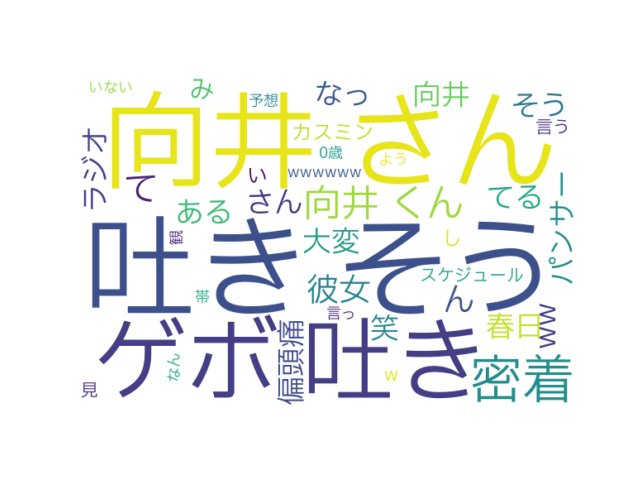 いない
み
予想
なっ
向井
そう
言う
向井 さん
カスミン
0歳
よう
ラジオ
て
い
wwwwww
ある
さん
向井 くん
てる
パンサー
観
吐き そう
大変
し
スケジュール
彼女
ん
帯
言っ
ゲボ 吐き
笑
春日
ww
偏頭痛
なん
見
w
密着